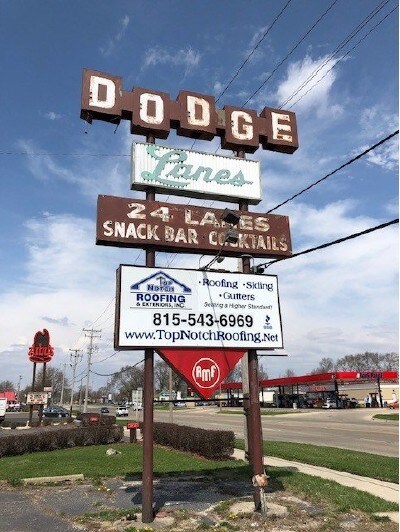 DODGE
Lanes
24 LANES
SNACK BAR COCKTAILS
TOP NOTCH
ROOFING
& EXTERIORS, INC.
· Roofing · Siding
· Gutters
Setting a Higher Standard!
815-543-6969
www.TopNotchRoofing.Net
AMF